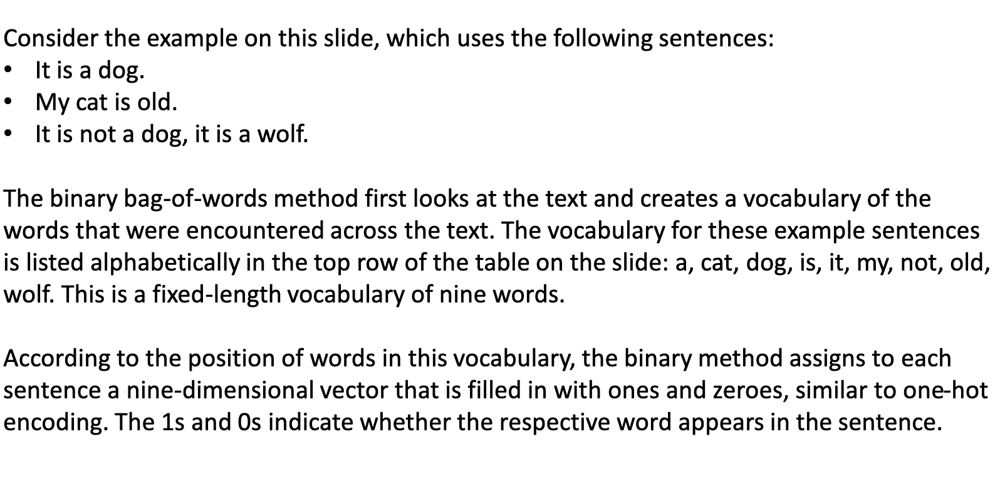 Consider the example on this slide, which uses the following sentences:
• It is a dog.
• My cat is old.
• It is not a dog, it is a wolf.
The binary bag-of-words method first looks at the text and creates a vocabulary of the
words that were encountered across the text. The vocabulary for these example sentences
is listed alphabetically in the top row of the table on the slide: a, cat, dog, is, it, my, not, old,
wolf. This is a fixed-length vocabulary of nine words.
According to the position of words in this vocabulary, the binary method assigns to each
sentence a nine-dimensional vector that is filled in with ones and zeroes, similar to one-hot
encoding. The 1s and 0s indicate whether the respective word appears in the sentence.